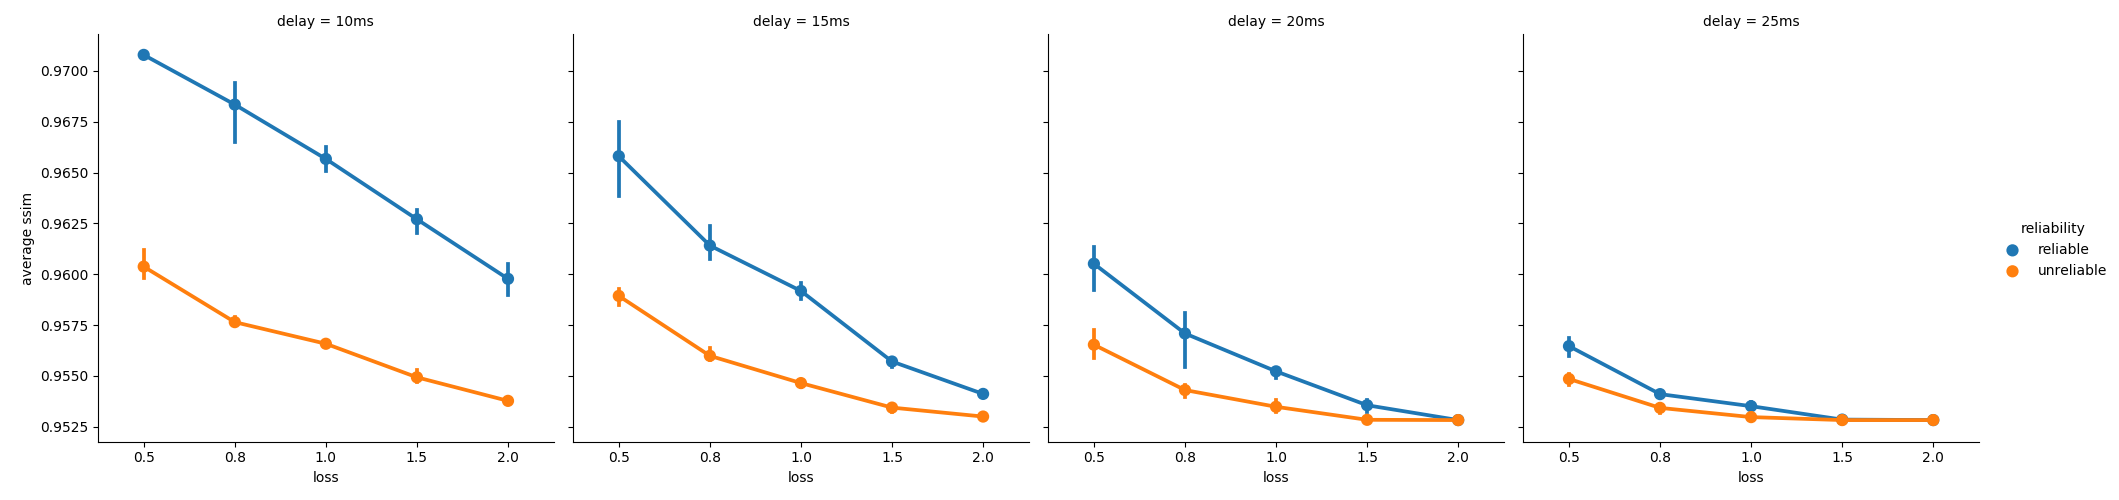 delay = 10ms
delay = 15ms
delay = 20ms
delay = 25ms
average ssim
0.9700
0.9675
0.9650
0.9625
0.9600
0.9575
0.9550
0.9525
0.5 0.8 1.0 1.5 2.0
loss
0.5 0.8 1.0 1.5 2.0
loss
0.5 0.8 1.0 1.5 2.0
loss
0.5 0.8 1.0 1.5 2.0
loss
reliability
reliable
unreliable